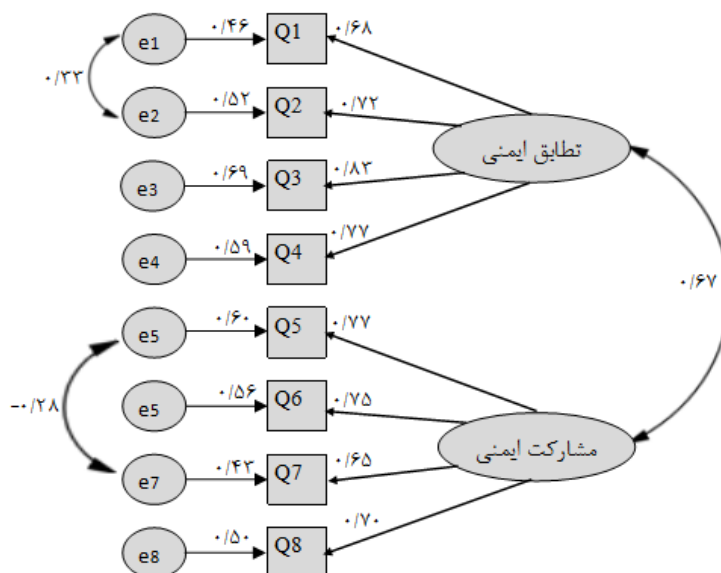 e1 ۰/۴۶ Q1 ۰/۶۸
۰/۳۳
e2 ۰/۵۲ Q2 ۰/۷۲
تطابق ایمنی
e3 ۰/۶۹ Q3 ۰/۸۳
e4 ۰/۵۹ Q4 ۰/۷۷
۰/۶۷
e5 ۰/۶۰ Q5 ۰/۷۷
-۰/۲۸
e5 ۰/۵۶ Q6 ۰/۷۵
مشارکت ایمنی
e7 ۰/۴۳ Q7 ۰/۶۵
e8 ۰/۵۰ Q8 ۰/۷۰